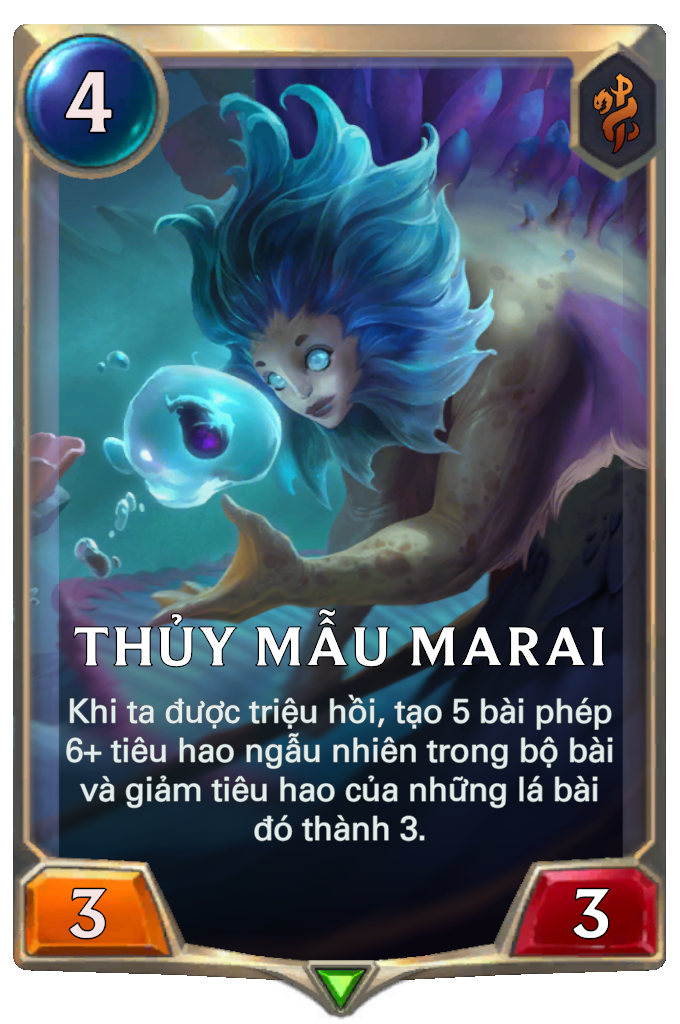 4
THỦY MẪU MARAI
Khi ta được triệu hồi, tạo 5 bài phép
6+ tiêu hao ngẫu nhiên trong bộ bài
và giảm tiêu hao của những lá bài
đó thành 3.
3
3